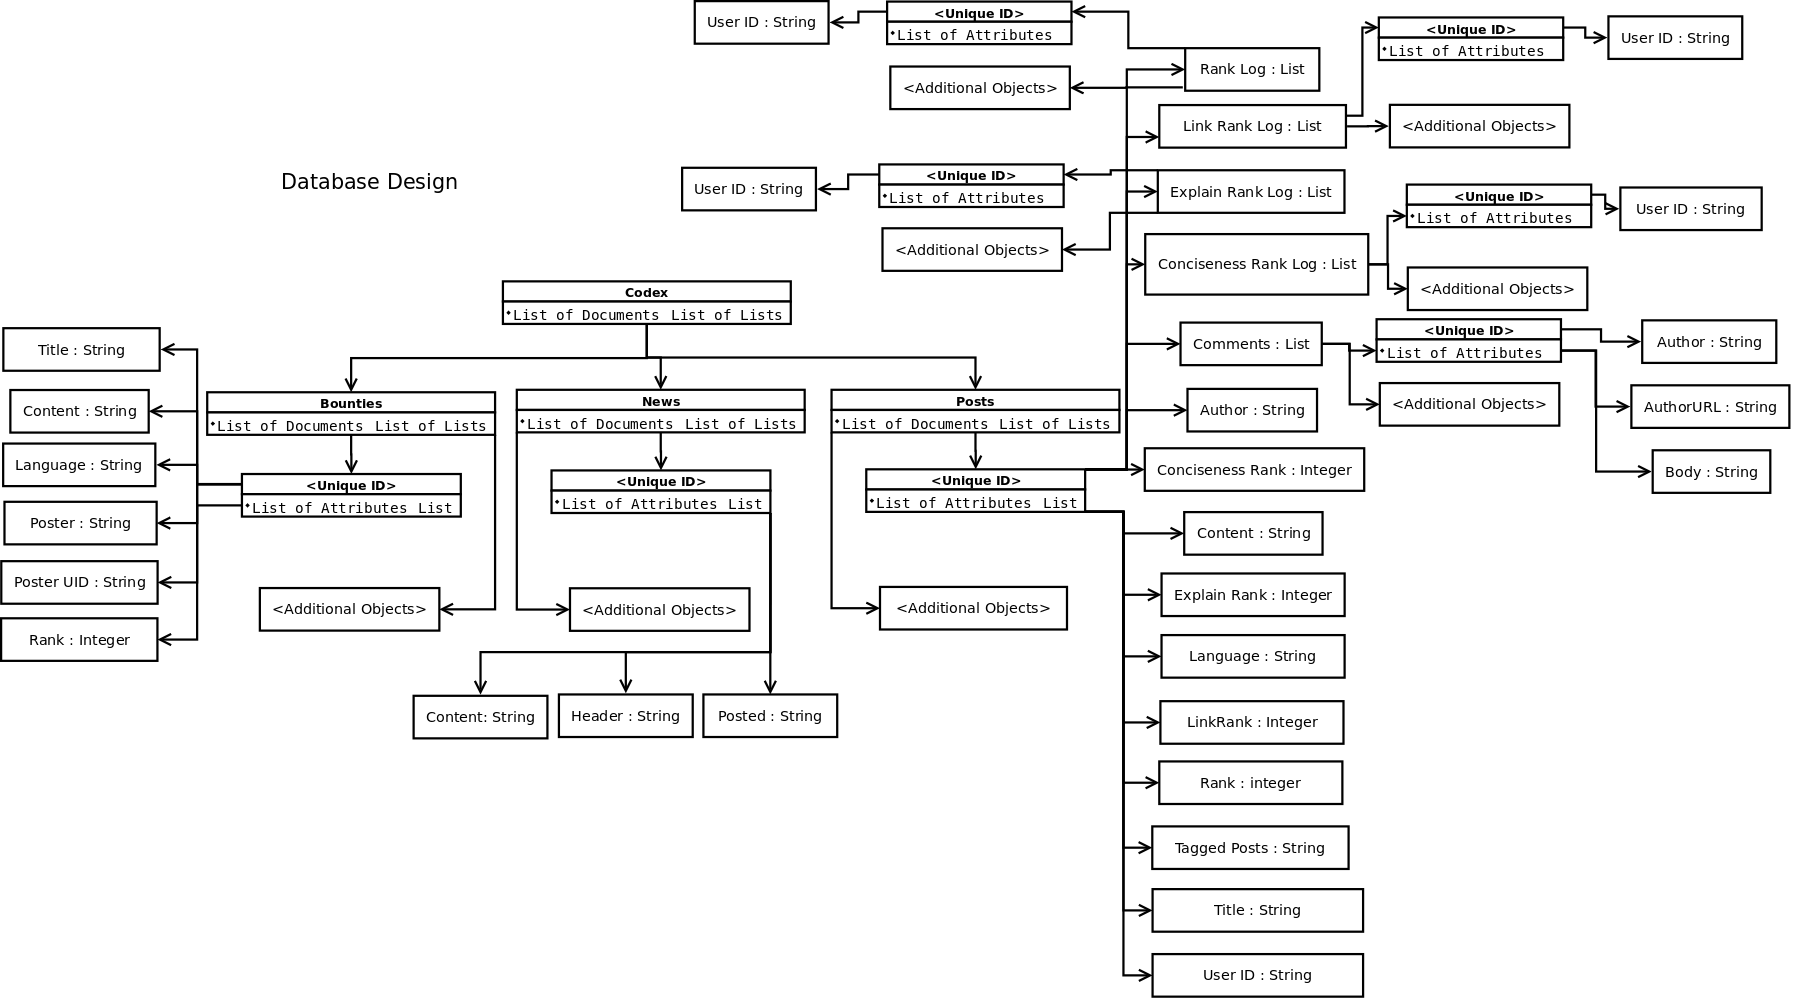 User ID : String
<Unique ID>
List of Attributes
<Additional Objects>
Rank Log : List
Link Rank Log : List
<Unique ID>
List of Attributes
User ID : String
<Additional Objects>
Database Design
User ID : String
<Unique ID>
List of Attributes
<Additional Objects>
Explain Rank Log : List
Conciseness Rank Log : List
<Unique ID>
List of Attributes
User ID : String
<Additional Objects>
Codex
List of Documents List of Lists
Title : String
Content : String
Language : String
Poster : String
Poster UID : String
Rank : Integer
Bounties
List of Documents List of Lists
<Unique ID>
List of Attributes List
<Additional Objects>
News
List of Documents List of Lists
<Unique ID>
List of Attributes List
<Additional Objects>
Content: String
Header : String
Posted : String
Posts
List of Documents List of Lists
<Unique ID>
List of Attributes List
<Additional Objects>
Comments : List
<Unique ID>
List of Attributes
Author : String
<Additional Objects>
AuthorURL : String
Body : String
Author : String
Conciseness Rank : Integer
Content : String
Explain Rank : Integer
Language : String
LinkRank : Integer
Rank : integer
Tagged Posts : String
Title : String
User ID : String